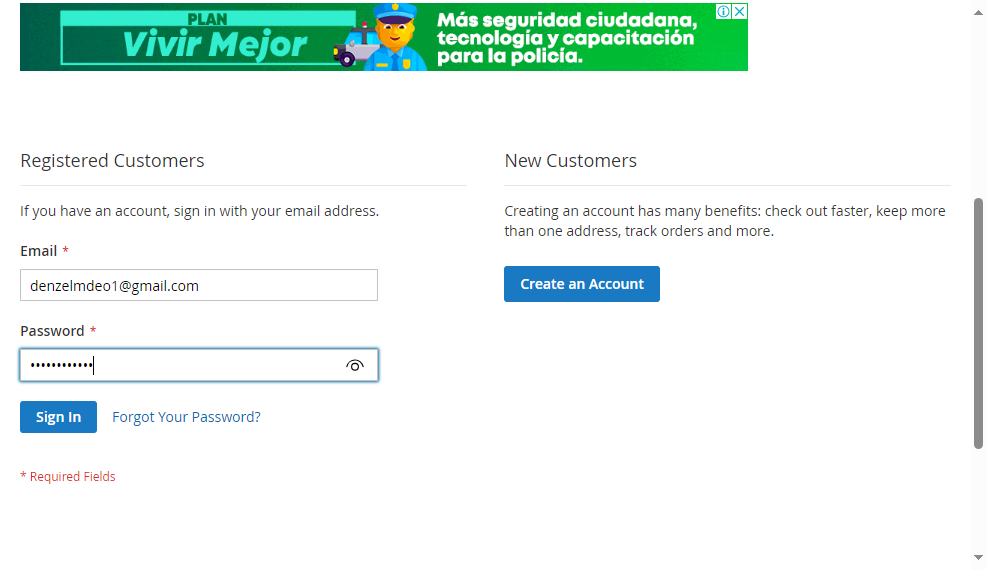 PLAN
Vivir Mejor
Más seguridad ciudadana,
tecnología y capacitación
para la policía.
Registered Customers
If you have an account, sign in with your email address.
Email *
denzelmdeo1@gmail.com
Password *
••••••••••••
Sign In
Forgot Your Password?
* Required Fields
New Customers
Creating an account has many benefits: check out faster, keep more
than one address, track orders and more.
Create an Account